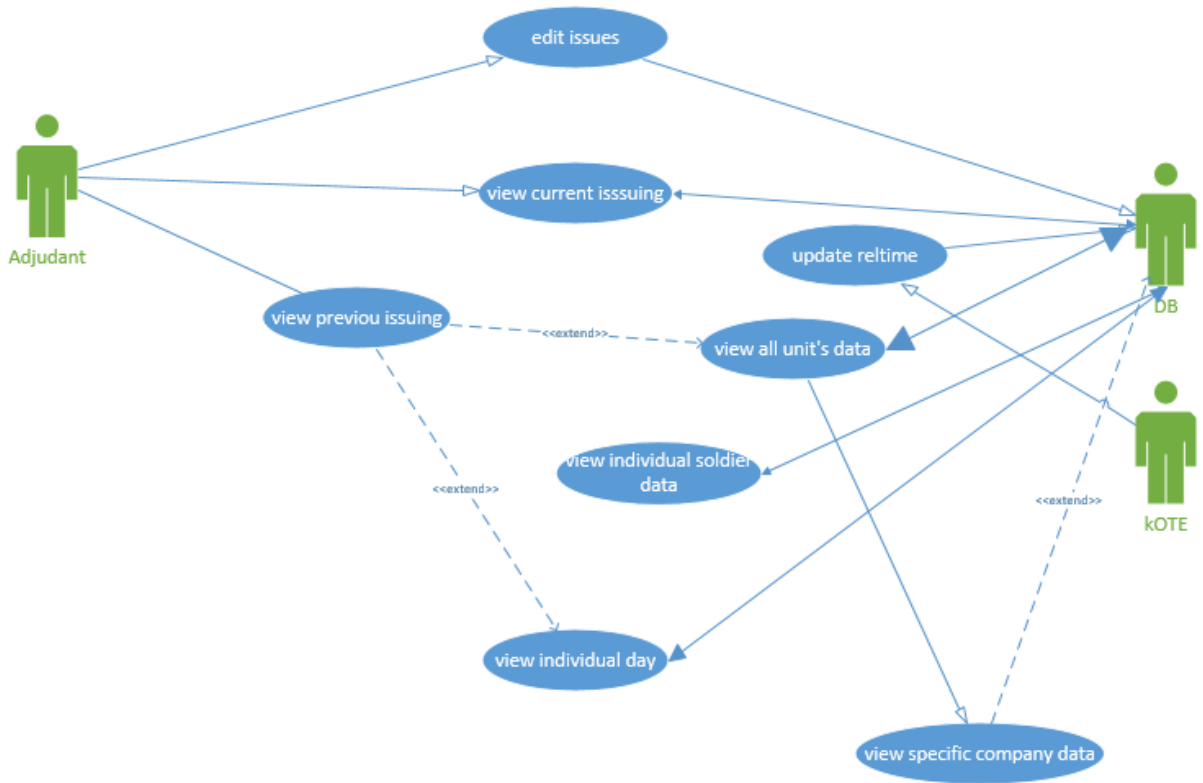 edit issues
view current isssuing
Adjudant
update reltime
DB
view previou issuing
<<extend>>
view all unit's data
view individual soldier
data
<<extend>>
<<extend>>
kOTE
view individual day
view specific company data